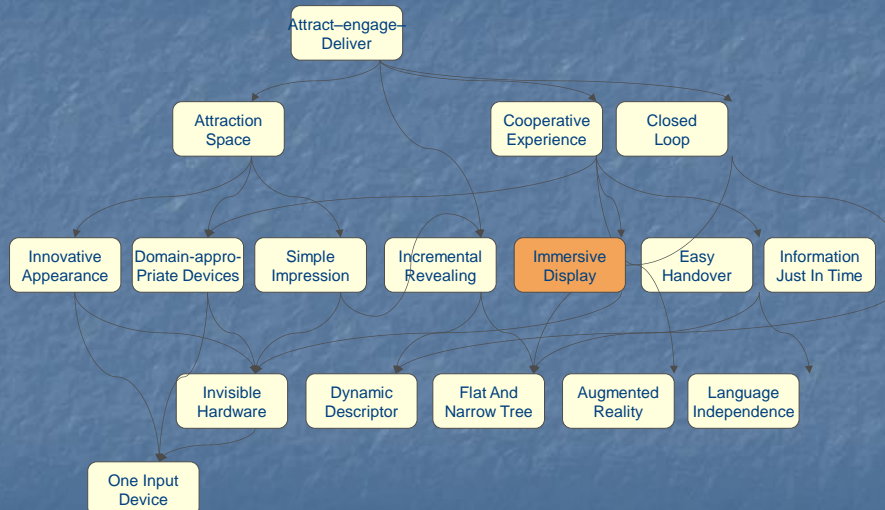 Attract–engage–
Deliver
Attraction
Space
Cooperative
Experience
Closed
Loop
Innovative
Appearance
Domain-appro-
Priate Devices
Simple
Impression
Incremental
Revealing
Immersive
Display
Easy
Handover
Information
Just In Time
Invisible
Hardware
Dynamic
Descriptor
Flat And
Narrow Tree
Augmented
Reality
Language
Independence
One Input
Device